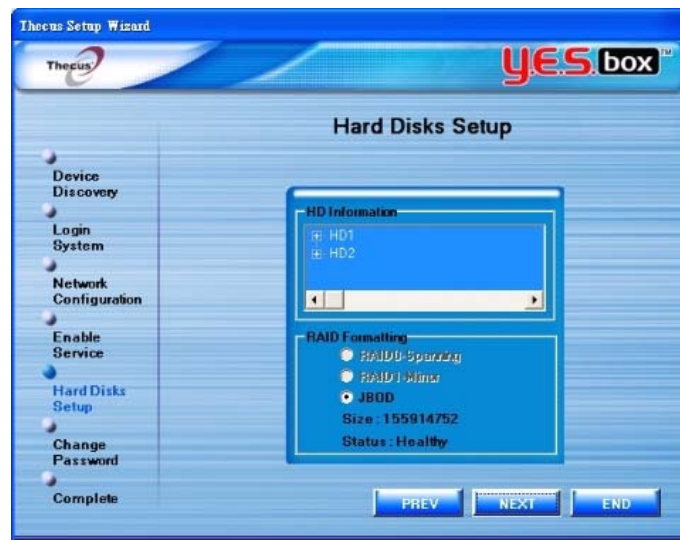 Thecus Setup Wizard
Thecus
Y.E.S.box™
Hard Disks Setup
Device
Discovery
Login
System
Network
Configuration
Enable
Service
Hard Disks
Setup
Change
Password
Complete
HD Information
HD1
HD2
RAID Formatting
RAID0-Spanning
RAID1-Mirror
JBOD
Size : 155914752
Status : Healthy
PREV
NEXT
END